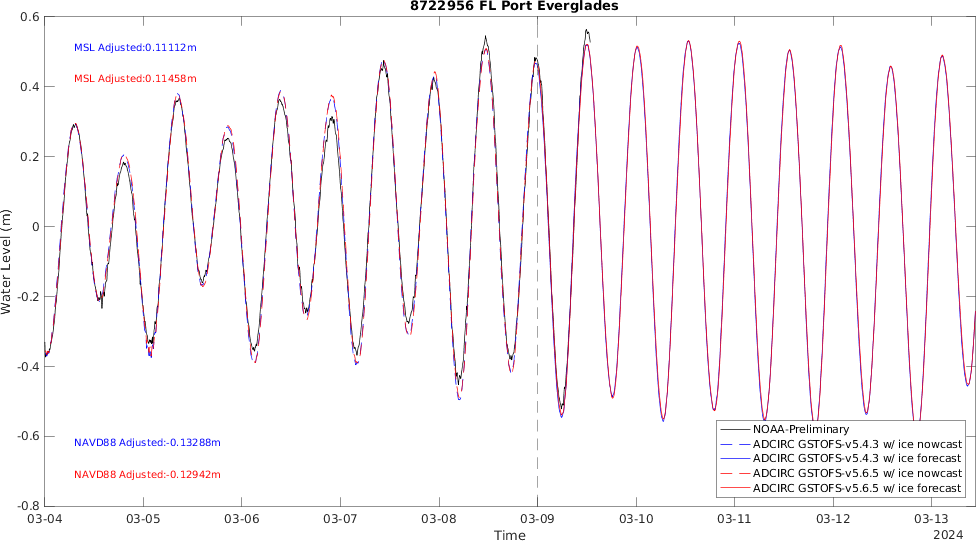 8722956 FL Port Everglades
0.6
0.4
0.2
0
-0.2
-0.4
-0.6
-0.8
Water Level (m)
MSL Adjusted:0.11112m
MSL Adjusted:0.11458m
NAVD88 Adjusted:-0.13288m
NAVD88 Adjusted:-0.12942m
NOAA-Preliminary
ADCIRC GSTOFS-v5.4.3 w/ ice nowcast
ADCIRC GSTOFS-v5.4.3 w/ ice forecast
ADCIRC GSTOFS-v5.6.5 w/ ice nowcast
ADCIRC GSTOFS-v5.6.5 w/ ice forecast
03-04 03-05 03-06 03-07 03-08 03-09 03-10 03-11 03-12 03-13
Time
2024